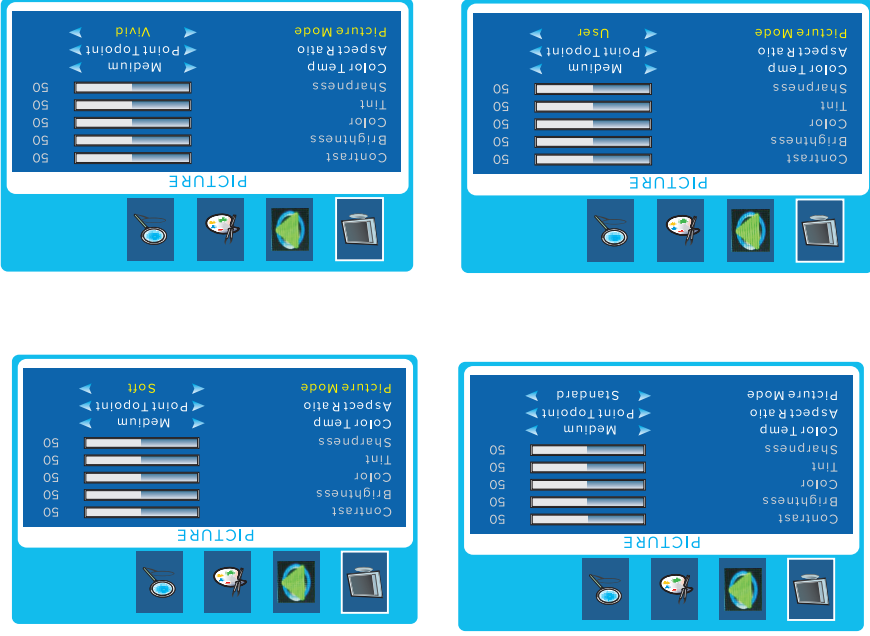 PICTURE
Contrast 50
Brightness 50
Color 50
Tint 50
Sharpness 50
Color Temp Medium
Aspect Ratio Point Topoint
Picture Mode Standard
PICTURE
Contrast 50
Brightness 50
Color 50
Tint 50
Sharpness 50
Color Temp Medium
Aspect Ratio Point Topoint
Picture Mode Soft
PICTURE
Contrast 50
Brightness 50
Color 50
Tint 50
Sharpness 50
Color Temp Medium
Aspect Ratio Point Topoint
Picture Mode User
PICTURE
Contrast 50
Brightness 50
Color 50
Tint 50
Sharpness 50
Color Temp Medium
Aspect Ratio Point Topoint
Picture Mode Vivid